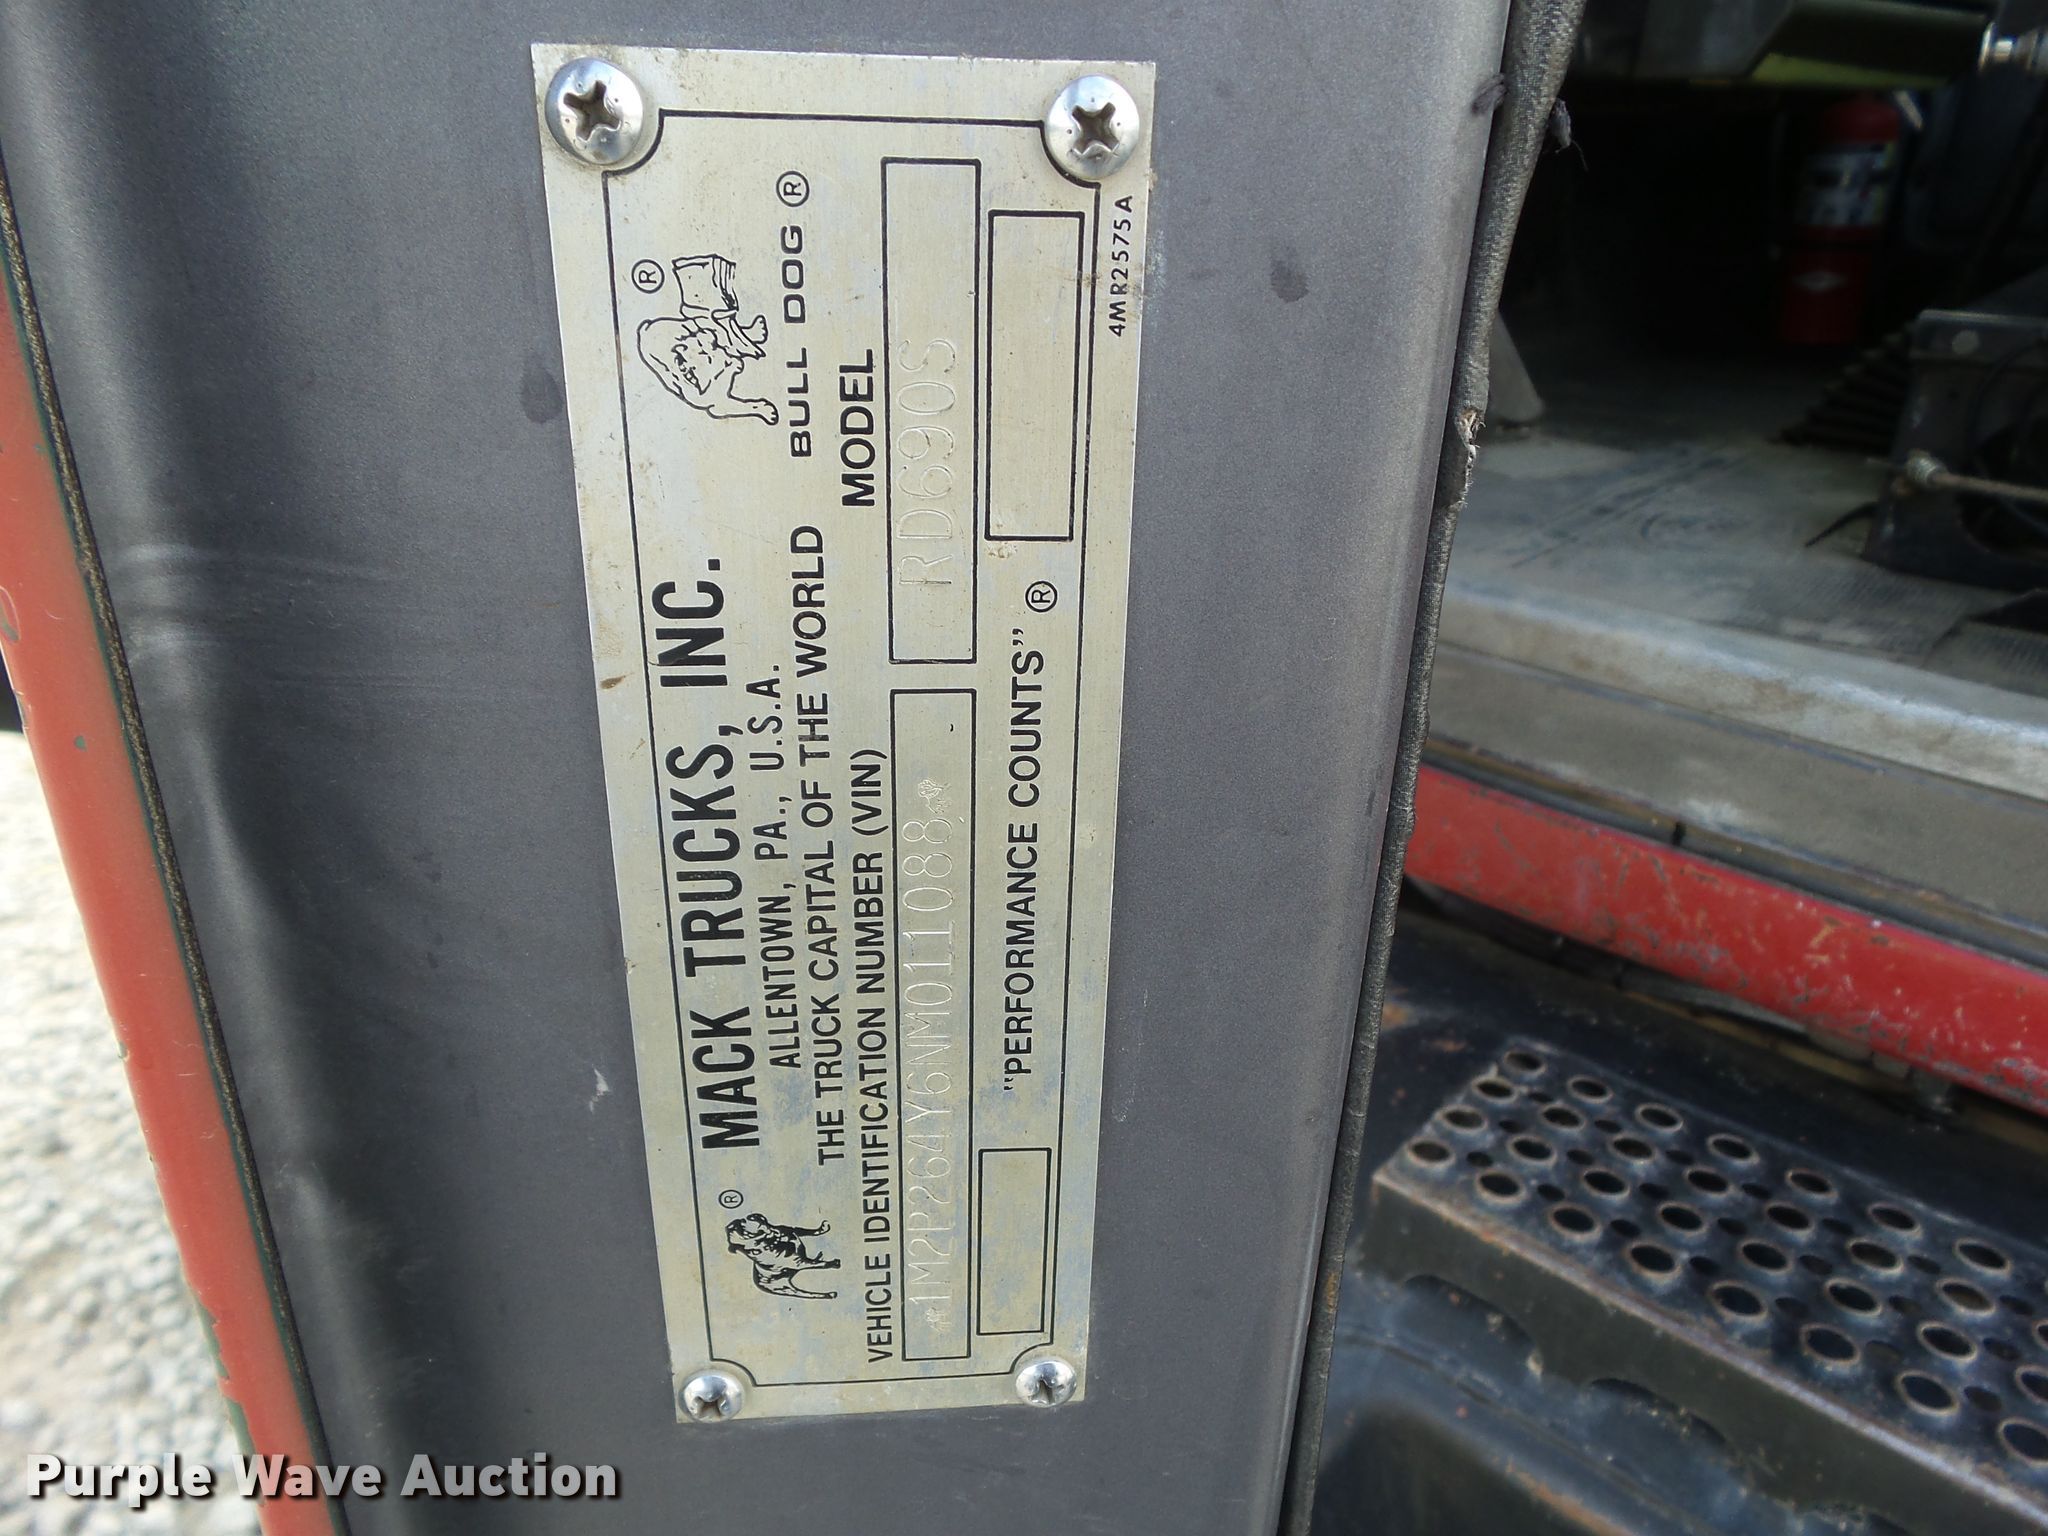 MACK TRUCKS, INC.
ALLENTOWN, PA., U.S.A.
THE TRUCK CAPITAL OF THE WORLD
®
®
BULL DOG ®
VEHICLE IDENTIFICATION NUMBER (VIN)
MODEL
1M2P264Y6NM011088
RD690S
"PERFORMANCE COUNTS" ®
4MR2575A
Purple Wave Auction